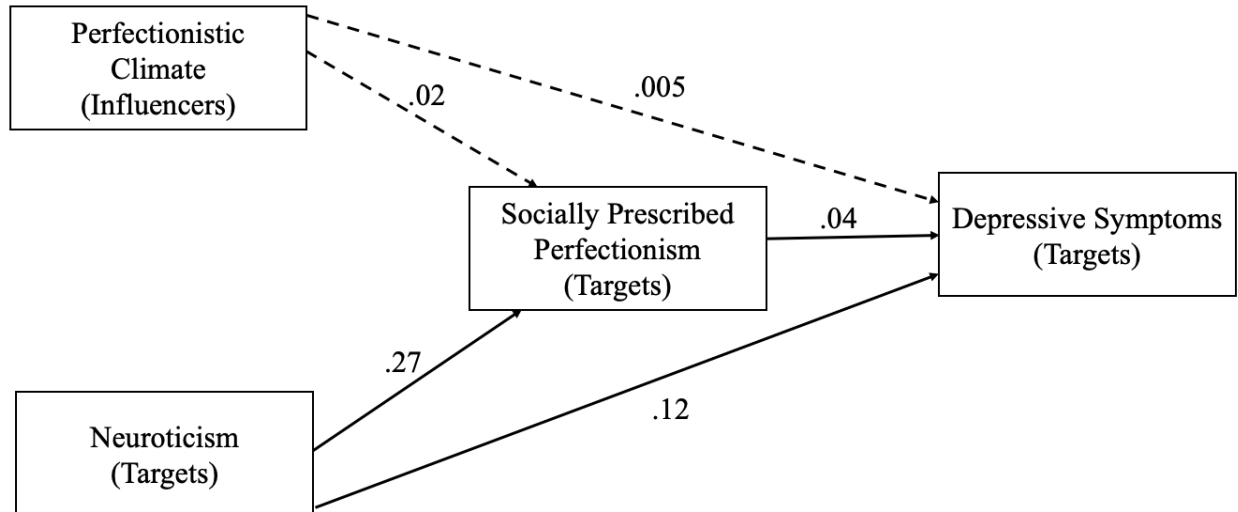 Perfectionistic
Climate
(Influencers)
.005
.02
Socially Prescribed
Perfectionism
(Targets)
.04
Depressive Symptoms
(Targets)
.27
.12
Neuroticism
(Targets)